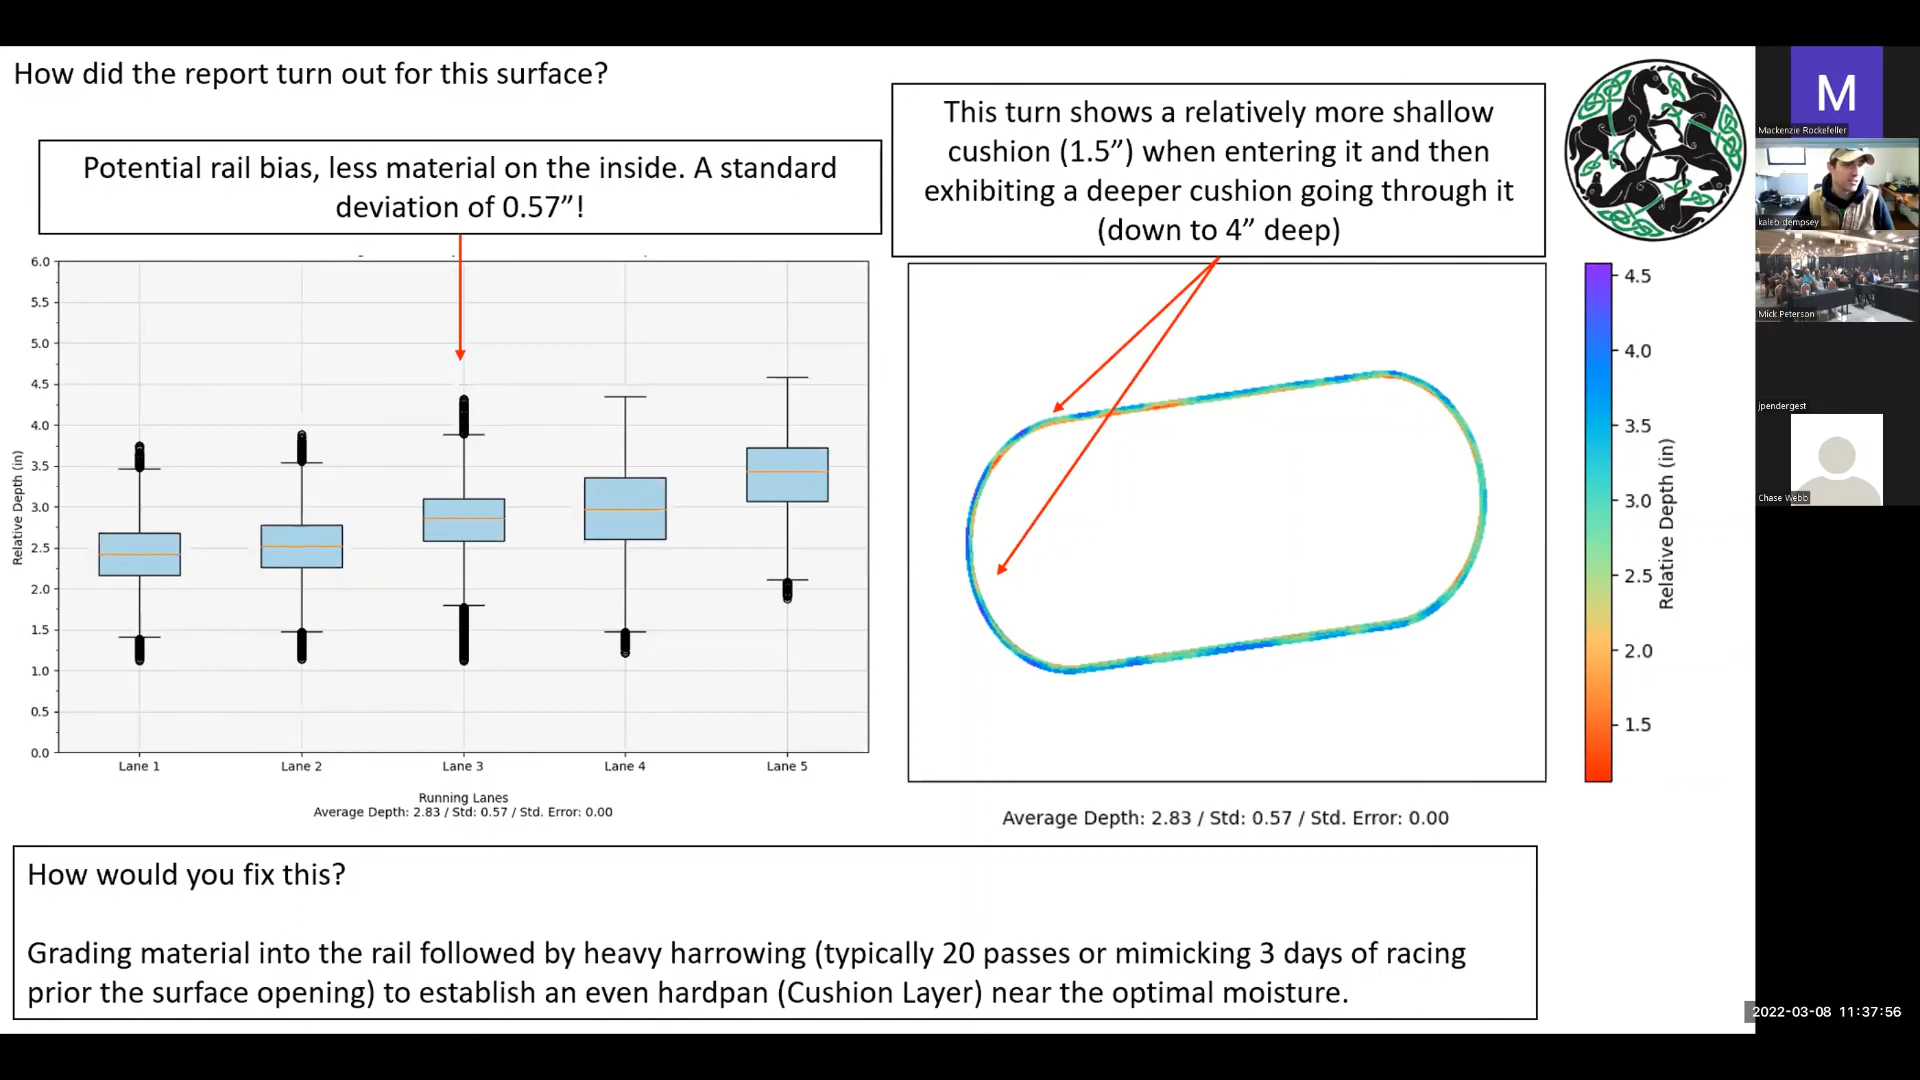 How did the report turn out for this surface?
Potential rail bias, less material on the inside. A standard
deviation of 0.57”!
This turn shows a relatively more shallow
cushion (1.5”) when entering it and then
exhibiting a deeper cushion going through it
(down to 4” deep)
6.0
5.5
5.0
4.5
4.0
3.5
3.0
2.5
2.0
1.5
1.0
0.5
0.0
Relative Depth (in)
Lane 1 Lane 2 Lane 3 Lane 4 Lane 5
Running Lanes
Average Depth: 2.83 / Std: 0.57 / Std. Error: 0.00
4.5
4.0
3.5
3.0
2.5
2.0
1.5
Relative Depth (in)
Average Depth: 2.83 / Std: 0.57 / Std. Error: 0.00
How would you fix this?
Grading material into the rail followed by heavy harrowing (typically 20 passes or mimicking 3 days of racing
prior the surface opening) to establish an even hardpan (Cushion Layer) near the optimal moisture.
M
Mackenzie Rockefeller
kaleb dempsey
Mick Peterson
jpendergest
Chase Webb
2022-03-08 11:37:56